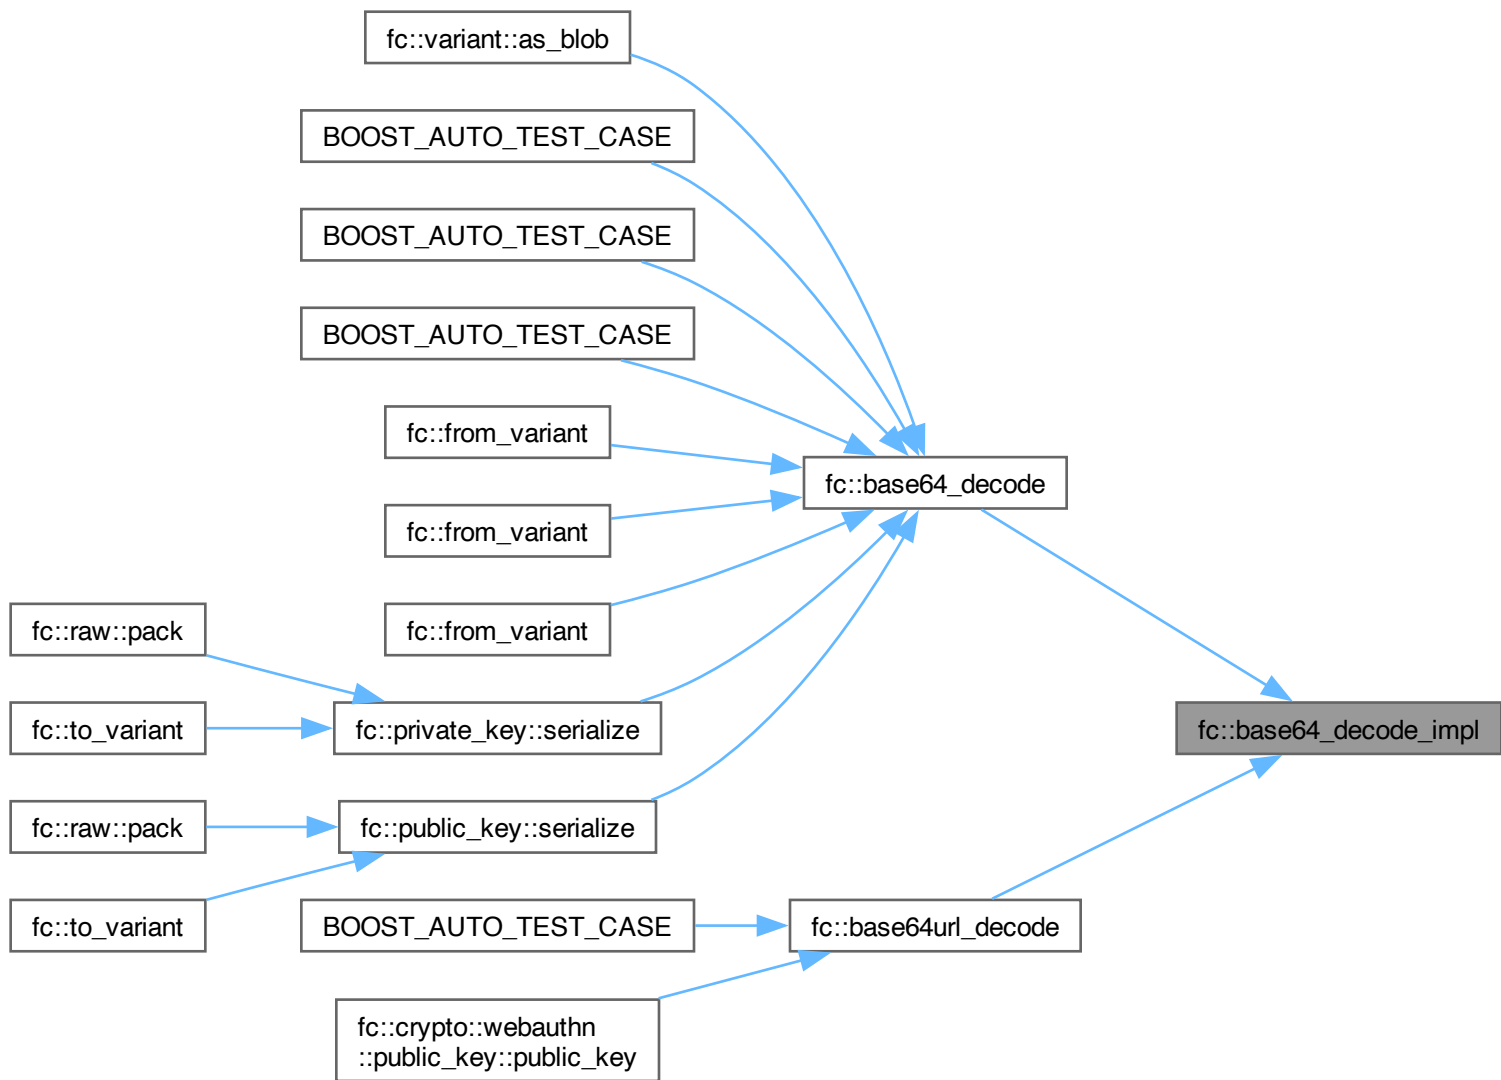 fc::variant::as_blob
BOOST_AUTO_TEST_CASE
BOOST_AUTO_TEST_CASE
BOOST_AUTO_TEST_CASE
fc::from_variant
fc::base64_decode
fc::from_variant
fc::from_variant
fc::raw::pack
fc::to_variant
fc::private_key::serialize
fc::base64_decode_impl
fc::raw::pack
fc::public_key::serialize
fc::to_variant
BOOST_AUTO_TEST_CASE
fc::base64url_decode
fc::crypto::webauthn
::public_key::public_key